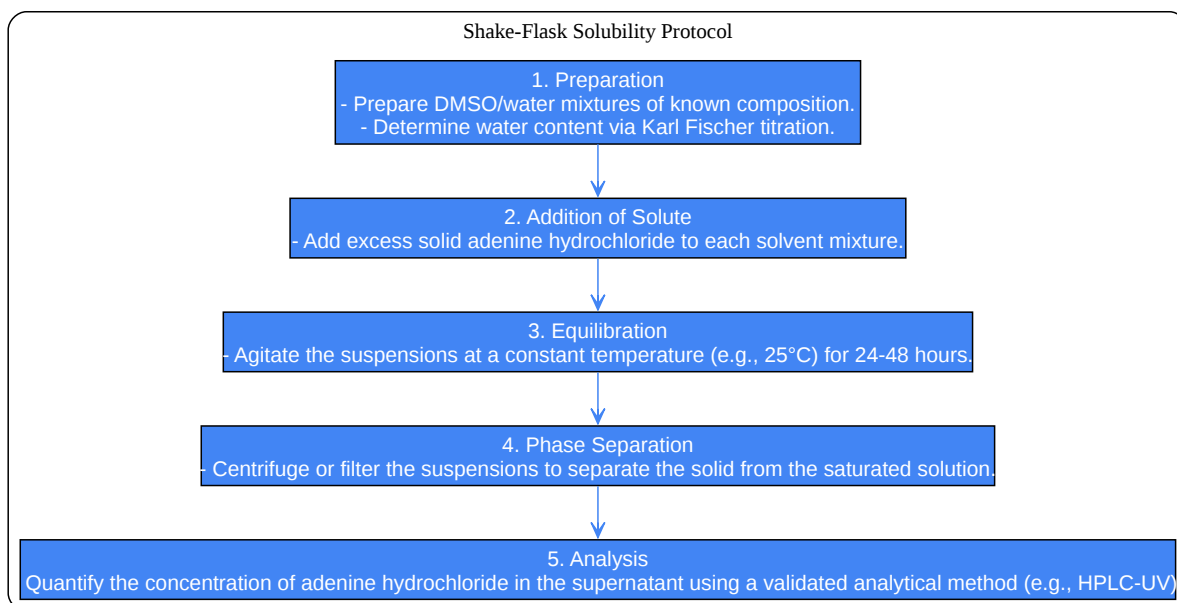 Shake-Flask Solubility Protocol
1. Preparation
- Prepare DMSO/water mixtures of known composition.
- Determine water content via Karl Fischer titration.
2. Addition of Solute
- Add excess solid adenine hydrochloride to each solvent mixture.
3. Equilibration
- Agitate the suspensions at a constant temperature (e.g., 25°C) for 24-48 hours.
4. Phase Separation
- Centrifuge or filter the suspensions to separate the solid from the saturated solution.
5. Analysis
Quantify the concentration of adenine hydrochloride in the supernatant using a validated analytical method (e.g., HPLC-UV)